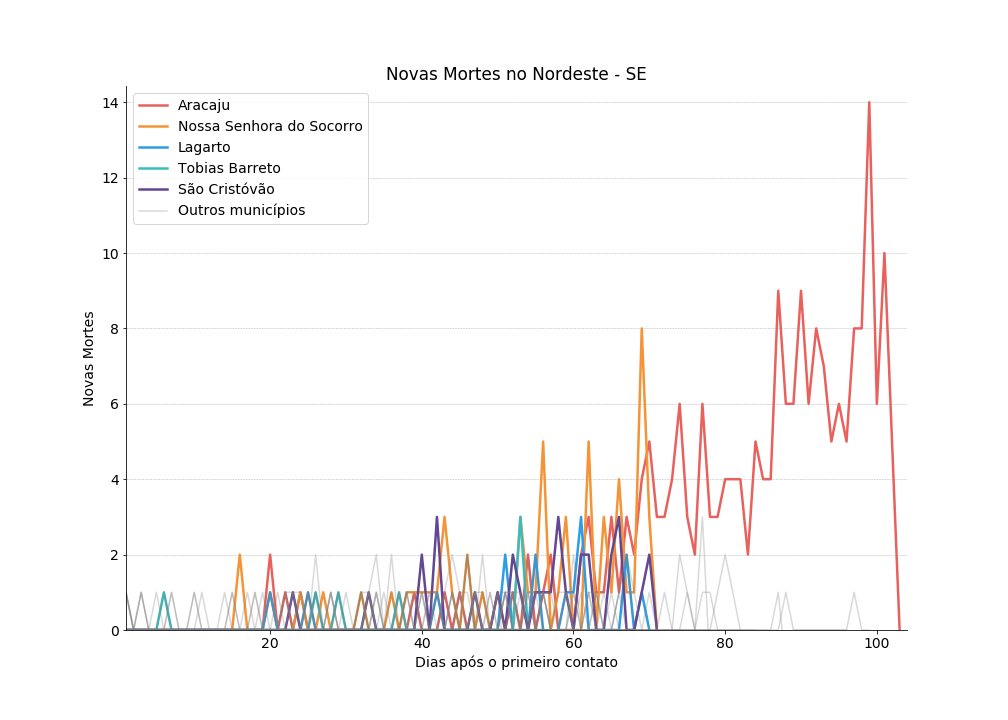 Novas Mortes no Nordeste - SE
Aracaju
Nossa Senhora do Socorro
Lagarto
Tobias Barreto
São Cristóvão
Outros municípios
14
12
10
8
6
4
2
0
Novas Mortes
20 40 60 80 100
Dias após o primeiro contato